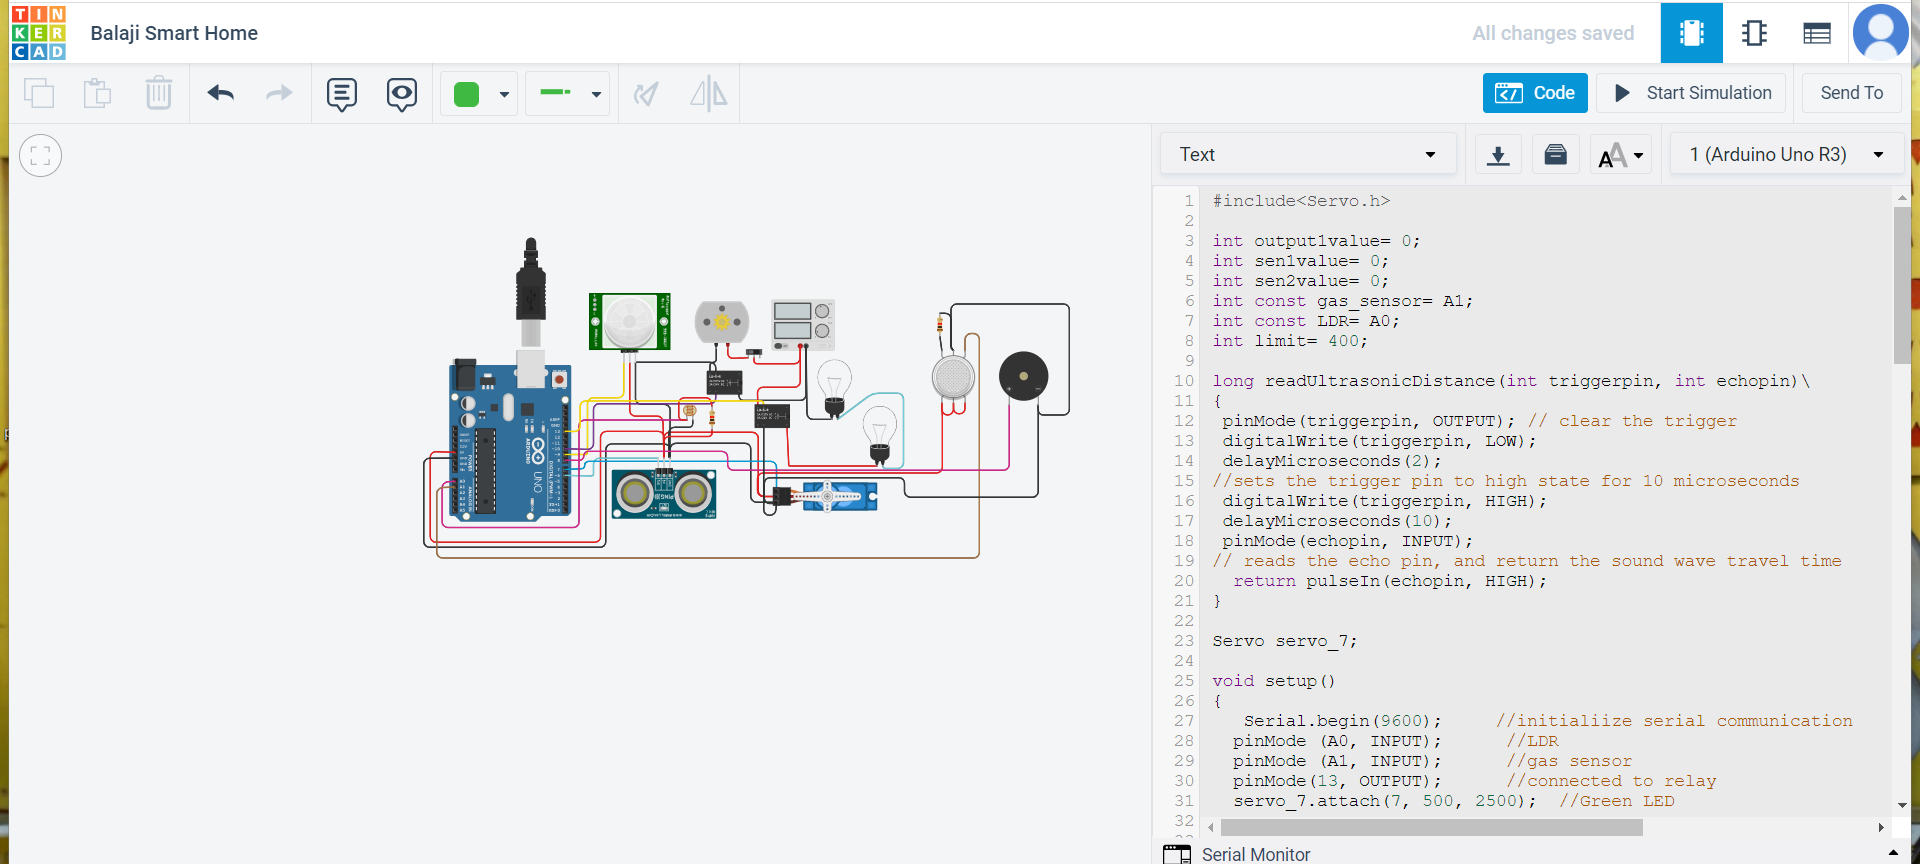 TIN
KER
CAD
Balaji Smart Home
All changes saved
Code
Start Simulation
Send To
Text
1 (Arduino Uno R3)
1 #include<Servo.h>
2
3 int output1value= 0;
4 int sen1value= 0;
5 int sen2value= 0;
6 int const gas_sensor= A1;
7 int const LDR= A0;
8 int limit= 400;
9
10 long readUltrasonicDistance(int triggerpin, int echopin)\
11 {
12 pinMode(triggerpin, OUTPUT); // clear the trigger
13 digitalWrite(triggerpin, LOW);
14 delayMicroseconds(2);
15 //sets the trigger pin to high state for 10 microseconds
16 digitalWrite(triggerpin, HIGH);
17 delayMicroseconds(10);
18 pinMode(echopin, INPUT);
19 // reads the echo pin, and return the sound wave travel time
20 return pulseIn(echopin, HIGH);
21 }
22
23 Servo servo_7;
24
25 void setup()
26 {
27 Serial.begin(9600); //initialiize serial communication
28 pinMode (A0, INPUT); //LDR
29 pinMode (A1, INPUT); //gas sensor
30 pinMode(13, OUTPUT); //connected to relay
31 servo_7.attach(7, 500, 2500); //Green LED
32
Serial Monitor
ARDUINO
UNO